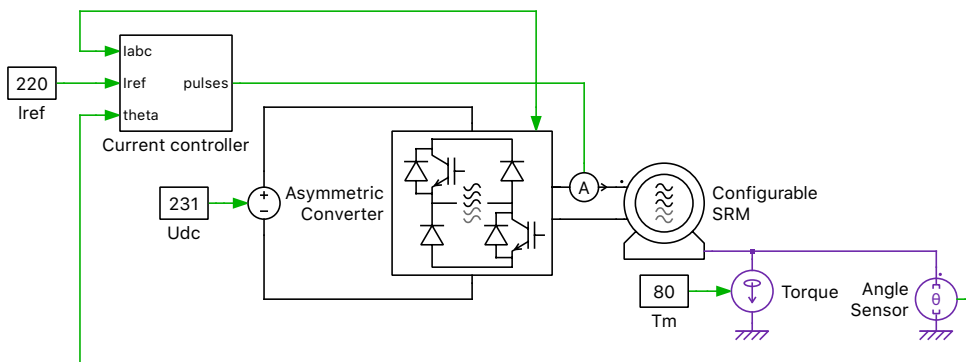 Iabc
220
Iref
pulses
Iref
theta
Current controller
Asymmetric
Converter
A
Configurable
SRM
231
+
−
Udc
80
Tm
Torque
Angle
Sensor
θ